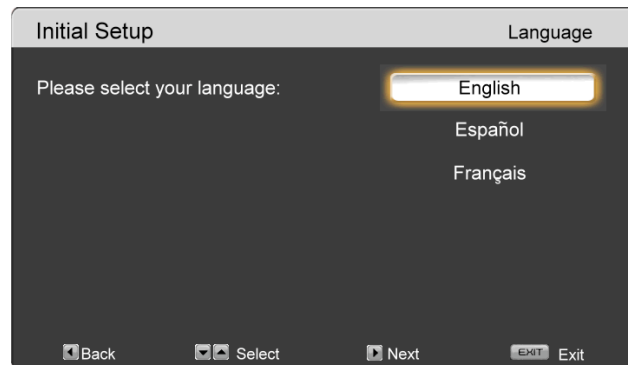 Initial Setup Language
Please select your language: English
Español
Français
Back Select Next EXIT Exit